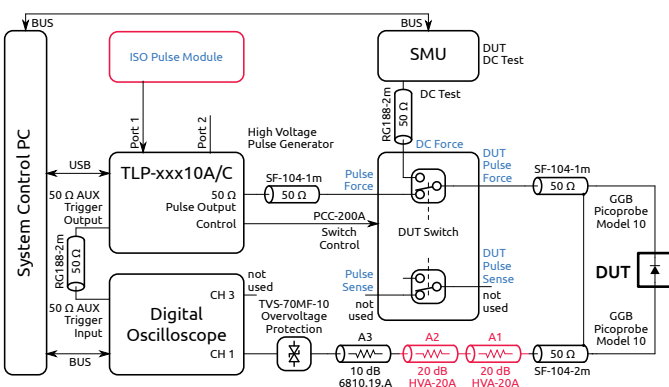 BUS
BUS
ISO Pulse Module
SMU
DUT
DC Test
DC Test
RG188-2m
50 Ω
Port 1
Port 2
High Voltage
Pulse Generator
DC Force
System Control PC
USB
TLP-xxx10A/C
50 Ω
Pulse Output
Control
SF-104-1m
50 Ω
Pulse
Force
DUT
Pulse
Force
SF-104-1m
50 Ω
50 Ω AUX
Trigger
Output
PCC-200A
Switch
Control
DUT Switch
GGB
Picoprobe
Model 10
RG188-2m
50 Ω
DUT
50 Ω AUX
Trigger
Input
Digital
Oscilloscope
CH 3
CH 1
not
used
TVS-70MF-10
Overvoltage
Protection
Pulse
Sense
not
used
DUT
Pulse
Sense
not
used
GGB
Picoprobe
Model 10
BUS
A3
10 dB
6810.19.A
A2
20 dB
HVA-20A
A1
20 dB
HVA-20A
50 Ω
SF-104-2m